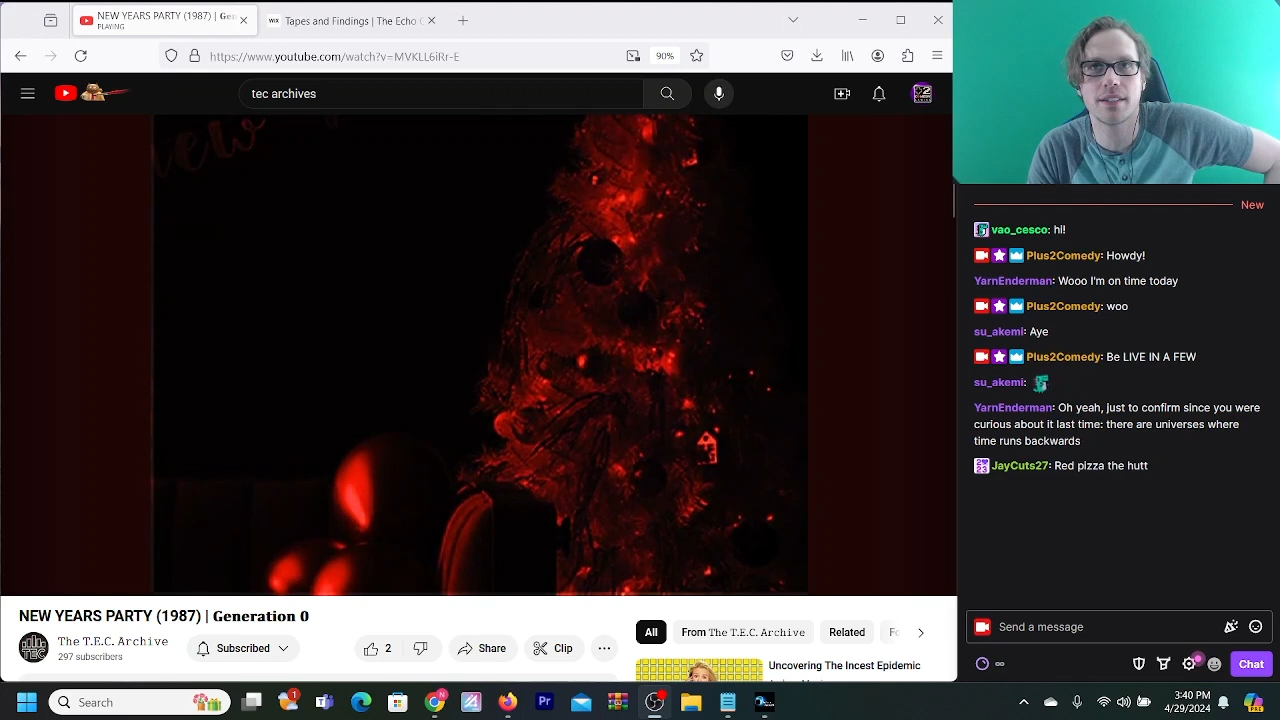 NEW YEARS PARTY (1987) | Gen
PLAYING
Tapes and Findings | The Echo
https://www.youtube.com/watch?v=MVKLL6iRr-E
90%
tec archives
new
New
vao_cesco: hi!
Plus2Comedy: Howdy!
YarnEnderman: Wooo I'm on time today
Plus2Comedy: woo
su_akemi: Aye
Plus2Comedy: Be LIVE IN A FEW
su_akemi:
YarnEnderman: Oh yeah, just to confirm since you were
curious about it last time: there are universes where
time runs backwards
JayCuts27: Red pizza the hutt
NEW YEARS PARTY (1987) | Generation 0
The T.E.C. Archive
297 subscribers
Subscribed
2
Share
Clip
All
From The T.E.C. Archive
Related
Uncovering The Incest Epidemic
Send a message
Chat
Search
3:40 PM
4/29/2024